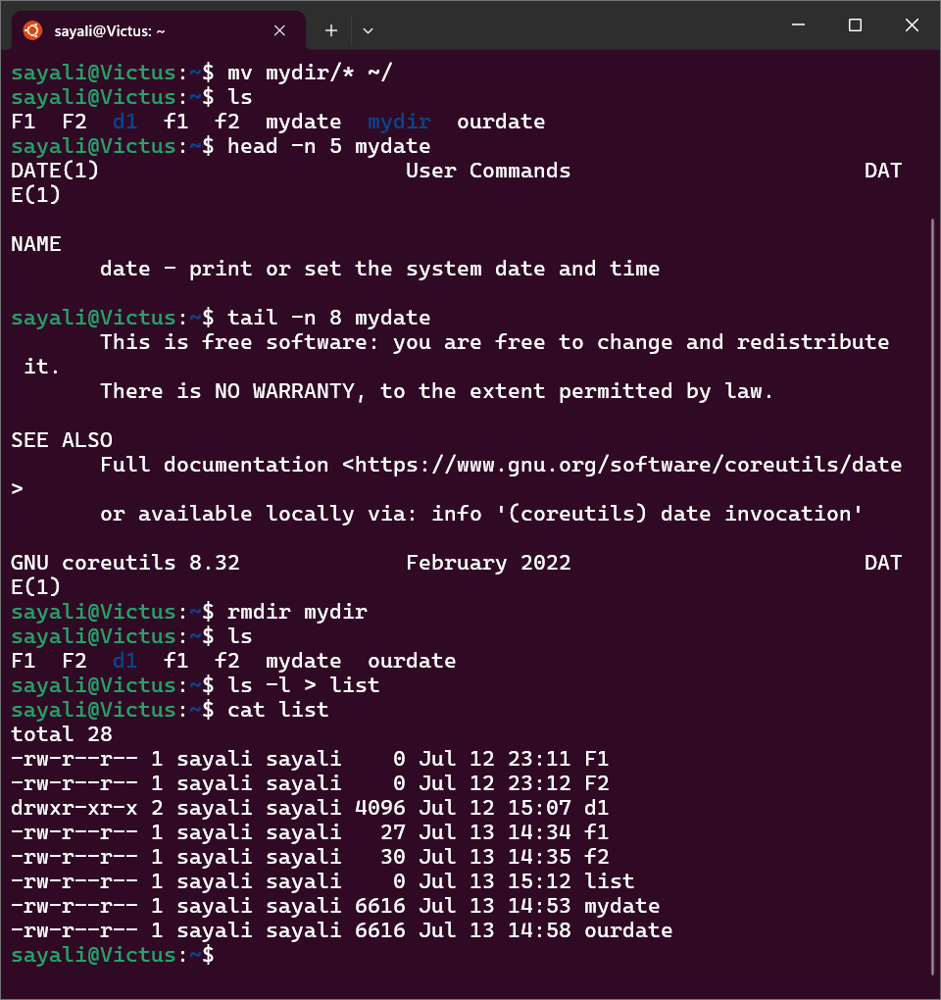 sayali@Victus: ~
sayali@Victus:~$ mv mydir/* ~/
sayali@Victus:~$ ls
F1  F2  d1  f1  f2  mydate  mydir  ourdate
sayali@Victus:~$ head -n 5 mydate
DATE(1)                        User Commands                       DAT
E(1)
NAME
       date - print or set the system date and time
sayali@Victus:~$ tail -n 8 mydate
       This is free software: you are free to change and redistribute
 it.
       There is NO WARRANTY, to the extent permitted by law.
SEE ALSO
       Full documentation <https://www.gnu.org/software/coreutils/date
>
       or available locally via: info '(coreutils) date invocation'
GNU coreutils 8.32             February 2022                       DAT
E(1)
sayali@Victus:~$ rmdir mydir
sayali@Victus:~$ ls
F1  F2  d1  f1  f2  mydate  ourdate
sayali@Victus:~$ ls -l > list
sayali@Victus:~$ cat list
total 28
-rw-r--r-- 1 sayali sayali    0 Jul 12 23:11 F1
-rw-r--r-- 1 sayali sayali    0 Jul 12 23:12 F2
drwxr-xr-x 2 sayali sayali 4096 Jul 12 15:07 d1
-rw-r--r-- 1 sayali sayali   27 Jul 13 14:34 f1
-rw-r--r-- 1 sayali sayali   30 Jul 13 14:35 f2
-rw-r--r-- 1 sayali sayali    0 Jul 13 15:12 list
-rw-r--r-- 1 sayali sayali 6616 Jul 13 14:53 mydate
-rw-r--r-- 1 sayali sayali 6616 Jul 13 14:58 ourdate
sayali@Victus:~$